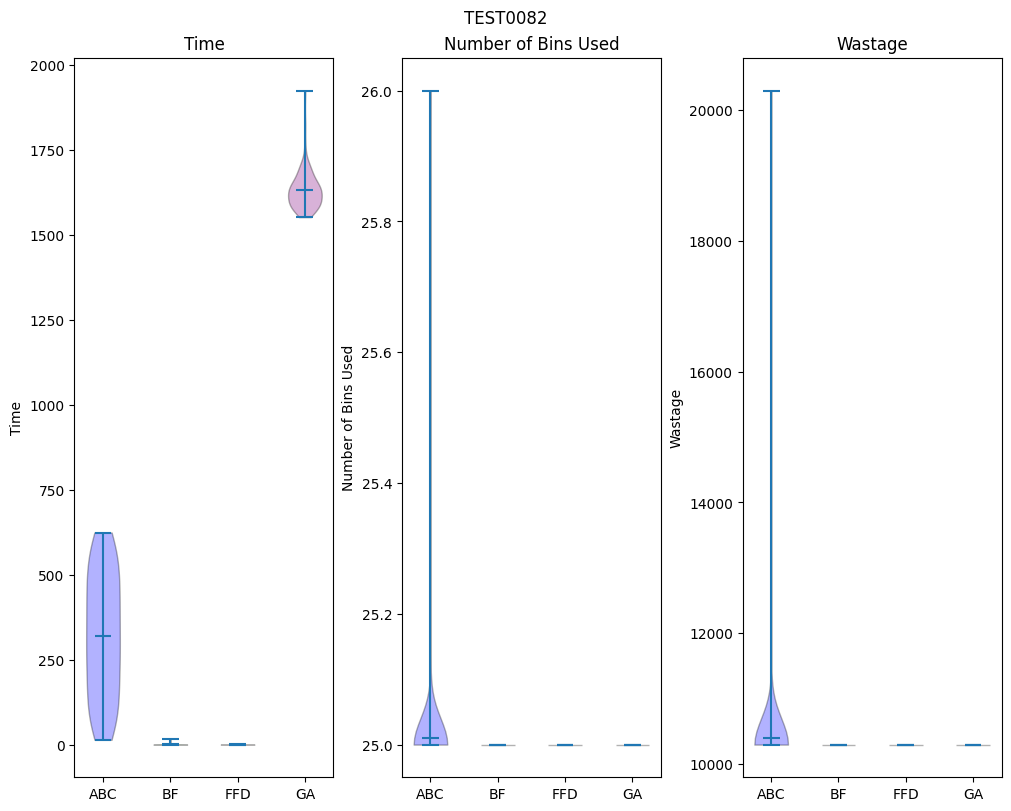 TEST0082
Time
Number of Bins Used
Wastage
2000
1750
1500
1250
1000
750
500
250
0
Time
ABC
BF
FFD
GA
26.0
25.8
25.6
25.4
25.2
25.0
Number of Bins Used
ABC
BF
FFD
GA
20000
18000
16000
14000
12000
10000
Wastage
ABC
BF
FFD
GA